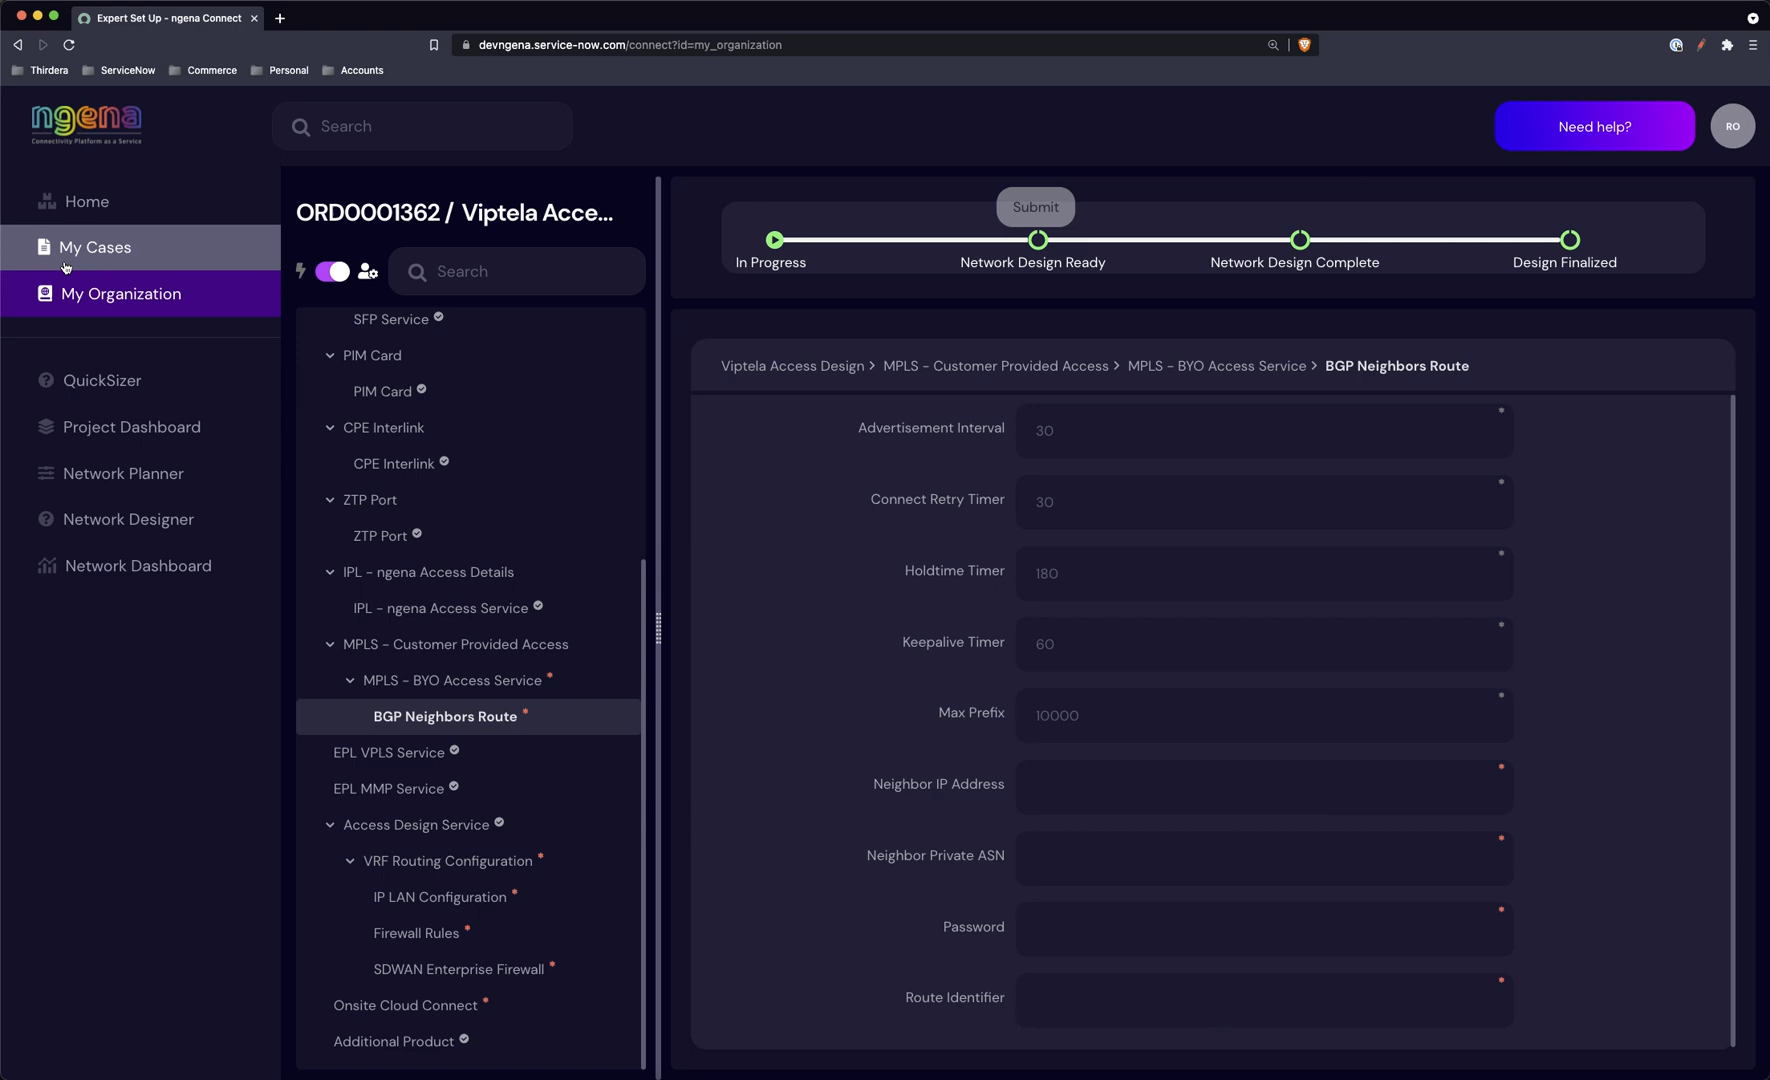 Expert Set Up - ngena Connect
devngena.service-now.com/connect?id=my_organization
Thirdera
ServiceNow
Commerce
Personal
Accounts
ngena
Connectivity Platform as a Service
Search
Need help?
RO
Home
My Cases
My Organization
QuickSizer
Project Dashboard
Network Planner
Network Designer
Network Dashboard
ORD0001362 / Viptela Acce...
Search
SFP Service
PIM Card
PIM Card
CPE Interlink
CPE Interlink
ZTP Port
ZTP Port
IPL - ngena Access Details
IPL - ngena Access Service
MPLS - Customer Provided Access
MPLS - BYO Access Service *
BGP Neighbors Route *
EPL VPLS Service
EPL MMP Service
Access Design Service
VRF Routing Configuration *
IP LAN Configuration *
Firewall Rules *
SDWAN Enterprise Firewall *
Onsite Cloud Connect *
Additional Product
Submit
In Progress
Network Design Ready
Network Design Complete
Design Finalized
Viptela Access Design > MPLS - Customer Provided Access > MPLS - BYO Access Service > BGP Neighbors Route
Advertisement Interval 30 *
Connect Retry Timer 30 *
Holdtime Timer 180 *
Keepalive Timer 60 *
Max Prefix 10000 *
Neighbor IP Address *
Neighbor Private ASN *
Password *
Route Identifier *